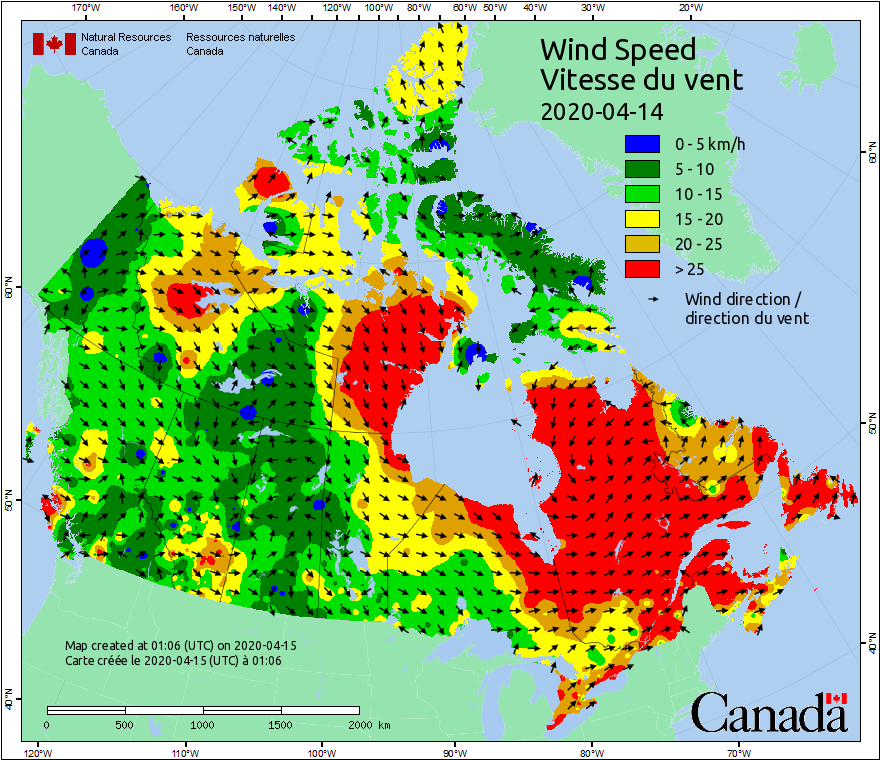 170°W 160°W 150°W 140°W 130°W 120°W 110°W 100°W 90°W 80°W 70°W 60°W 50°W 40°W 30°W 20°W
Natural Resources Canada
Ressources naturelles Canada
Wind Speed
Vitesse du vent
2020-04-14
0 - 5 km/h
5 - 10
10 - 15
15 - 20
20 - 25
> 25
Wind direction /
direction du vent
60°N
50°N
40°N
60°N
50°N
40°N
Map created at 01:06 (UTC) on 2020-04-15
Carte créée le 2020-04-15 (UTC) à 01:06
0 500 1000 1500 2000 km
Canada
120°W 110°W 100°W 90°W 80°W 70°W